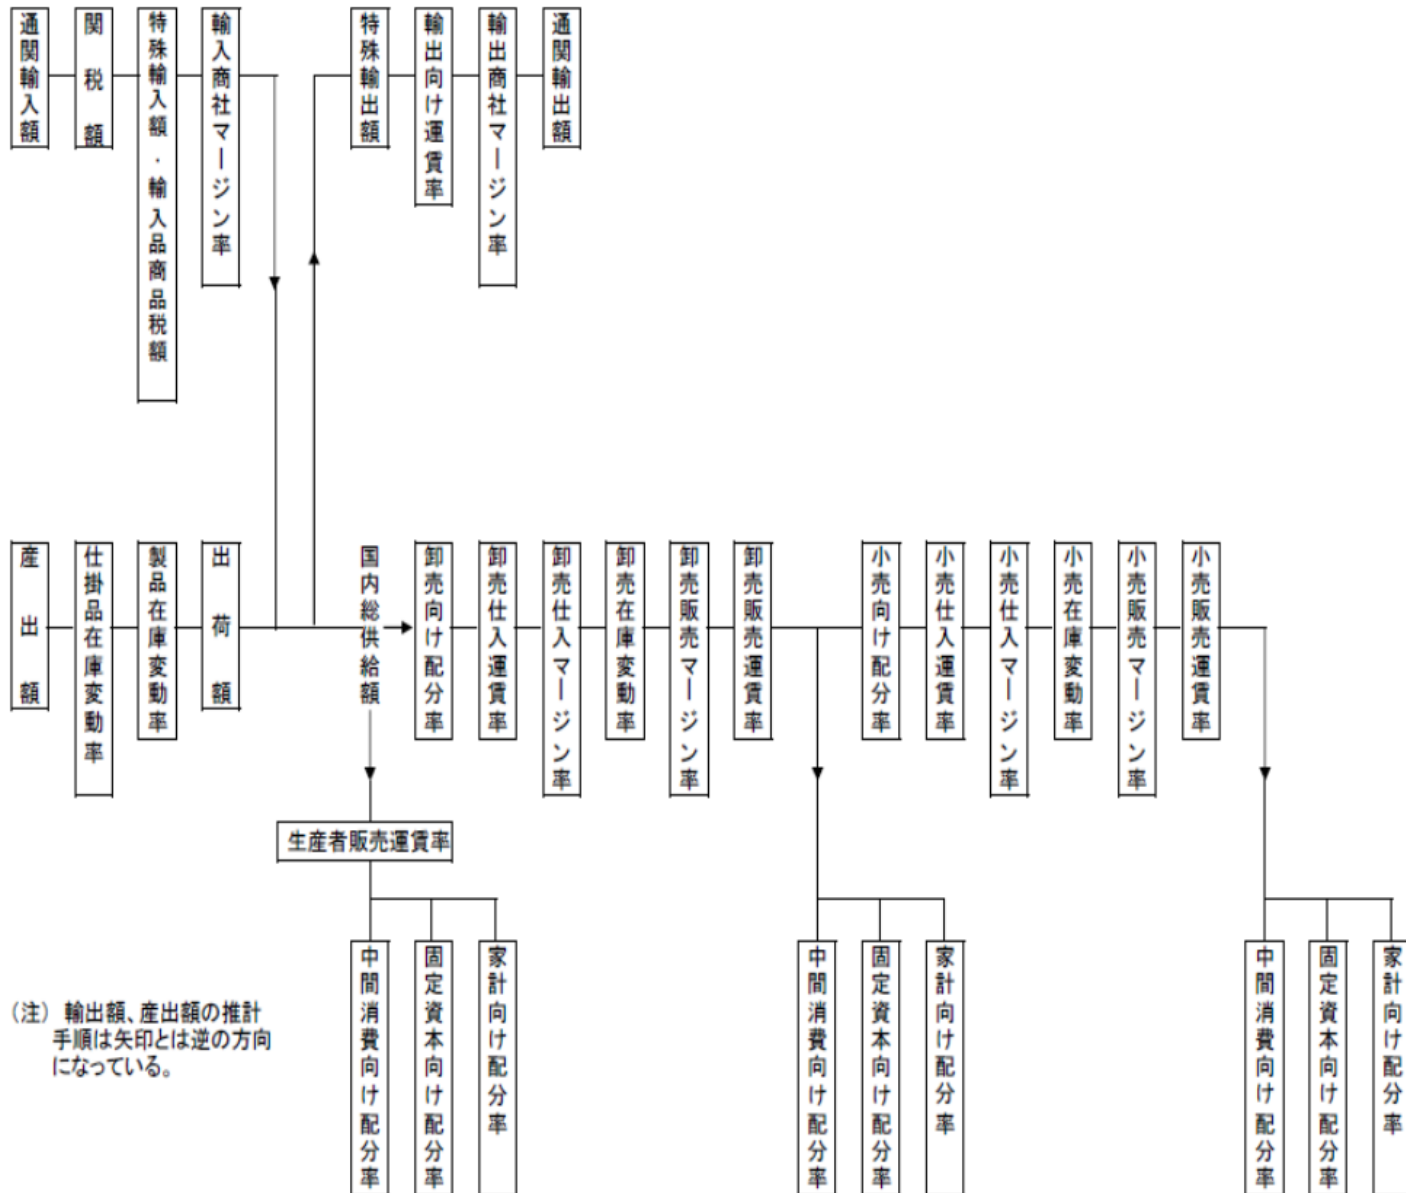 通関輸入額
関税額
特殊輸入額・輸入品商品税額
輸入商社マージン率
特殊輸出額
輸出向け運賃率
輸出商社マージン率
通関輸出額
産出額
仕掛品在庫変動率
製品在庫変動率
出荷額
国内総供給額
卸売向け配分率
卸売仕入運賃率
卸売仕入マージン率
卸売在庫変動率
卸売販売マージン率
卸売販売運賃率
小売向け配分率
小売仕入運賃率
小売仕入マージン率
小売在庫変動率
小売販売マージン率
小売販売運賃率
生産者販売運賃率
中間消費向け配分率
固定資本向け配分率
家計向け配分率
中間消費向け配分率
固定資本向け配分率
家計向け配分率
中間消費向け配分率
固定資本向け配分率
家計向け配分率
(注) 輸出額、産出額の推計
手順は矢印とは逆の方向
になっている。